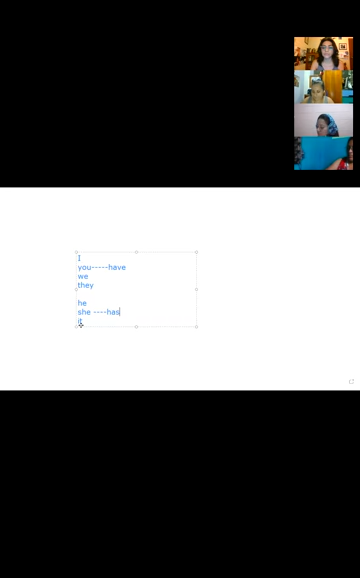 I
you-----have
we
they
he
she ----has
it